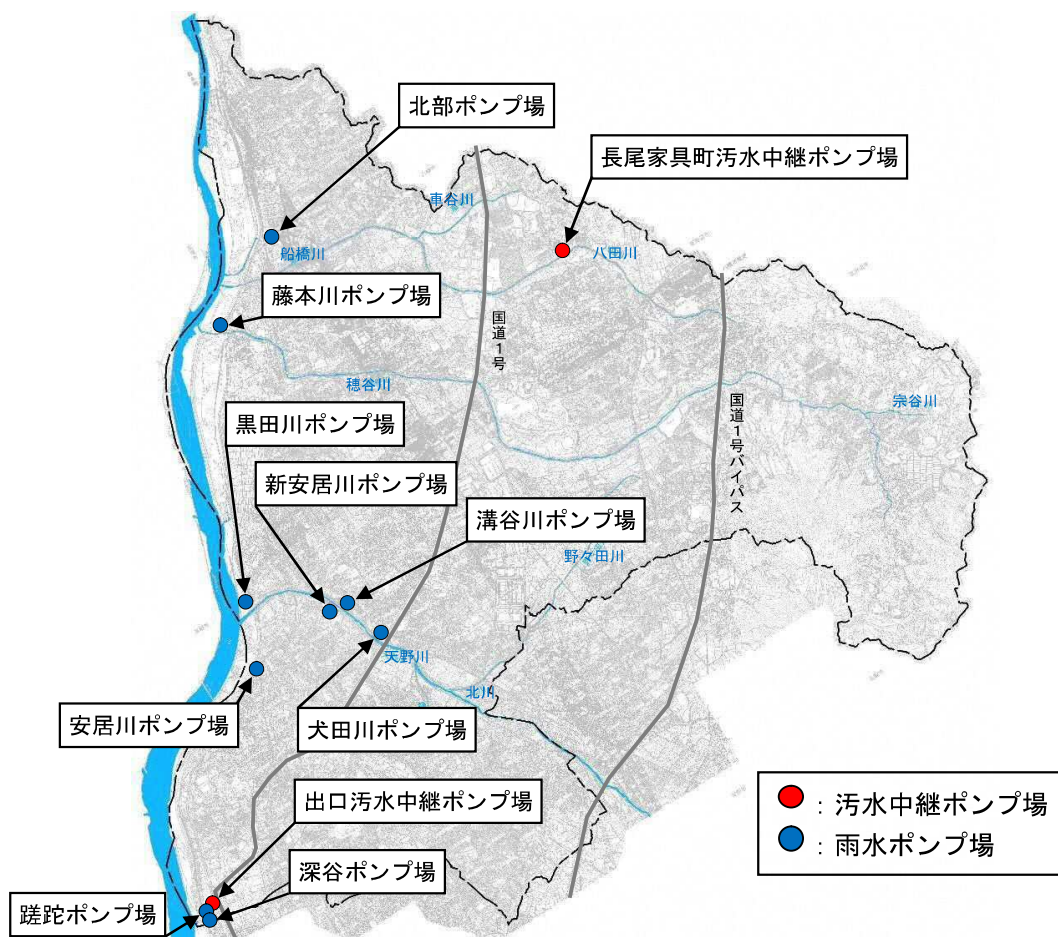 北部ポンプ場
長尾家具町汚水中継ポンプ場
車谷川
船橋川
八田川
藤本川ポンプ場
国道1号
穂谷川
国道1号バイパス
宗谷川
黒田川ポンプ場
新安居川ポンプ場
溝谷川ポンプ場
野々田川
天野川
北川
安居川ポンプ場
犬田川ポンプ場
出口汚水中継ポンプ場
深谷ポンプ場
蹉跎ポンプ場
：汚水中継ポンプ場
：雨水ポンプ場